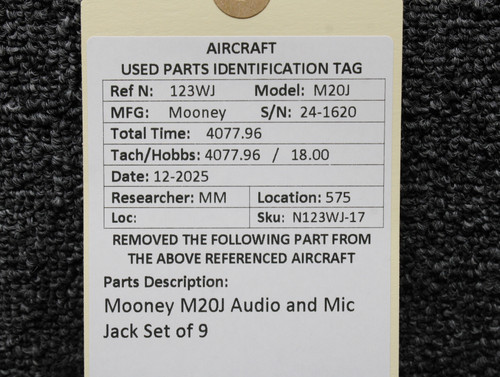 AIRCRAFT
USED PARTS IDENTIFICATION TAG
Ref N: 123WJ Model: M20J
MFG: Mooney S/N: 24-1620
Total Time: 4077.96
Tach/Hobbs: 4077.96 / 18.00
Date: 12-2025
Researcher: MM Location: 575
Loc: Sku: N123WJ-17
REMOVED THE FOLLOWING PART FROM
THE ABOVE REFERENCED AIRCRAFT
Parts Description:
Mooney M20J Audio and Mic
Jack Set of 9